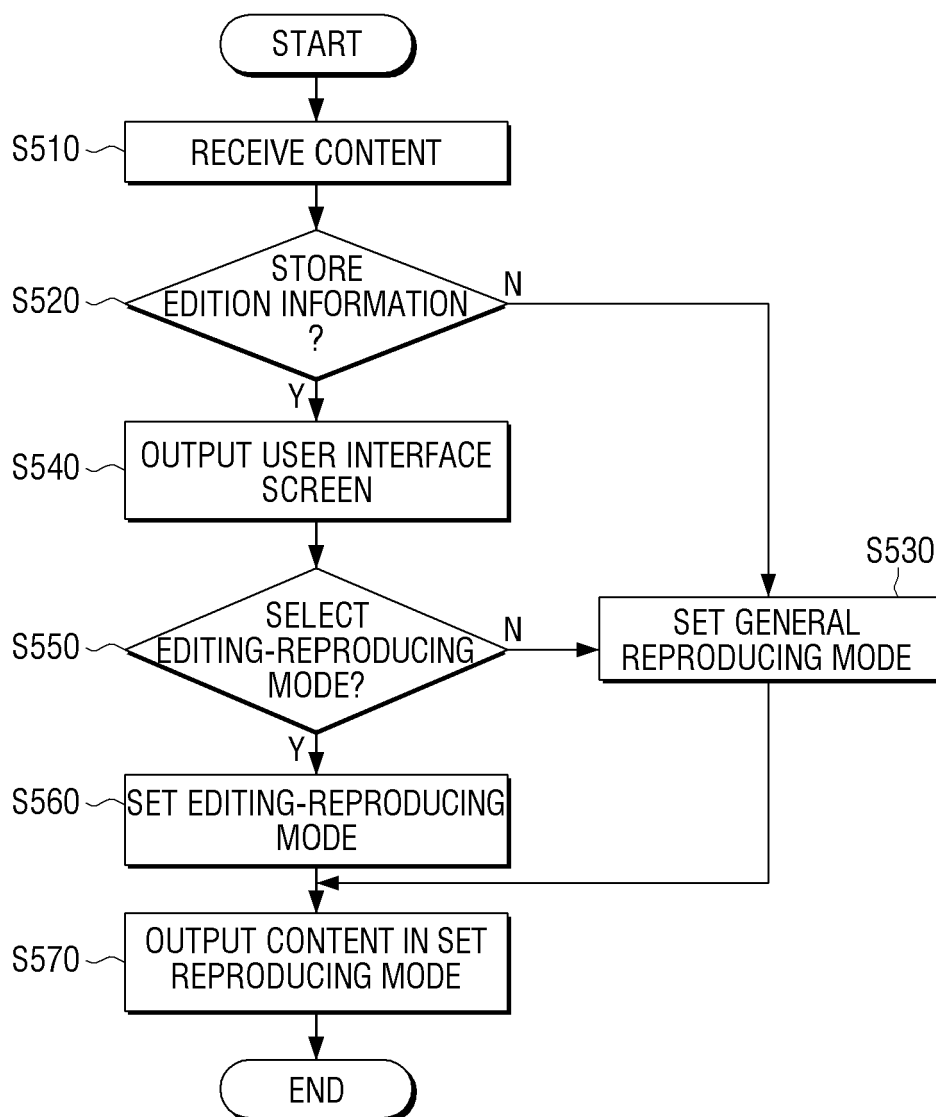 START
S510
RECEIVE CONTENT
S520
STORE
EDITION INFORMATION
?
N
Y
S540
OUTPUT USER INTERFACE
SCREEN
S530
SET GENERAL
REPRODUCING MODE
S550
SELECT
EDITING-REPRODUCING
MODE?
N
Y
S560
SET EDITING-REPRODUCING
MODE
S570
OUTPUT CONTENT IN SET
REPRODUCING MODE
END